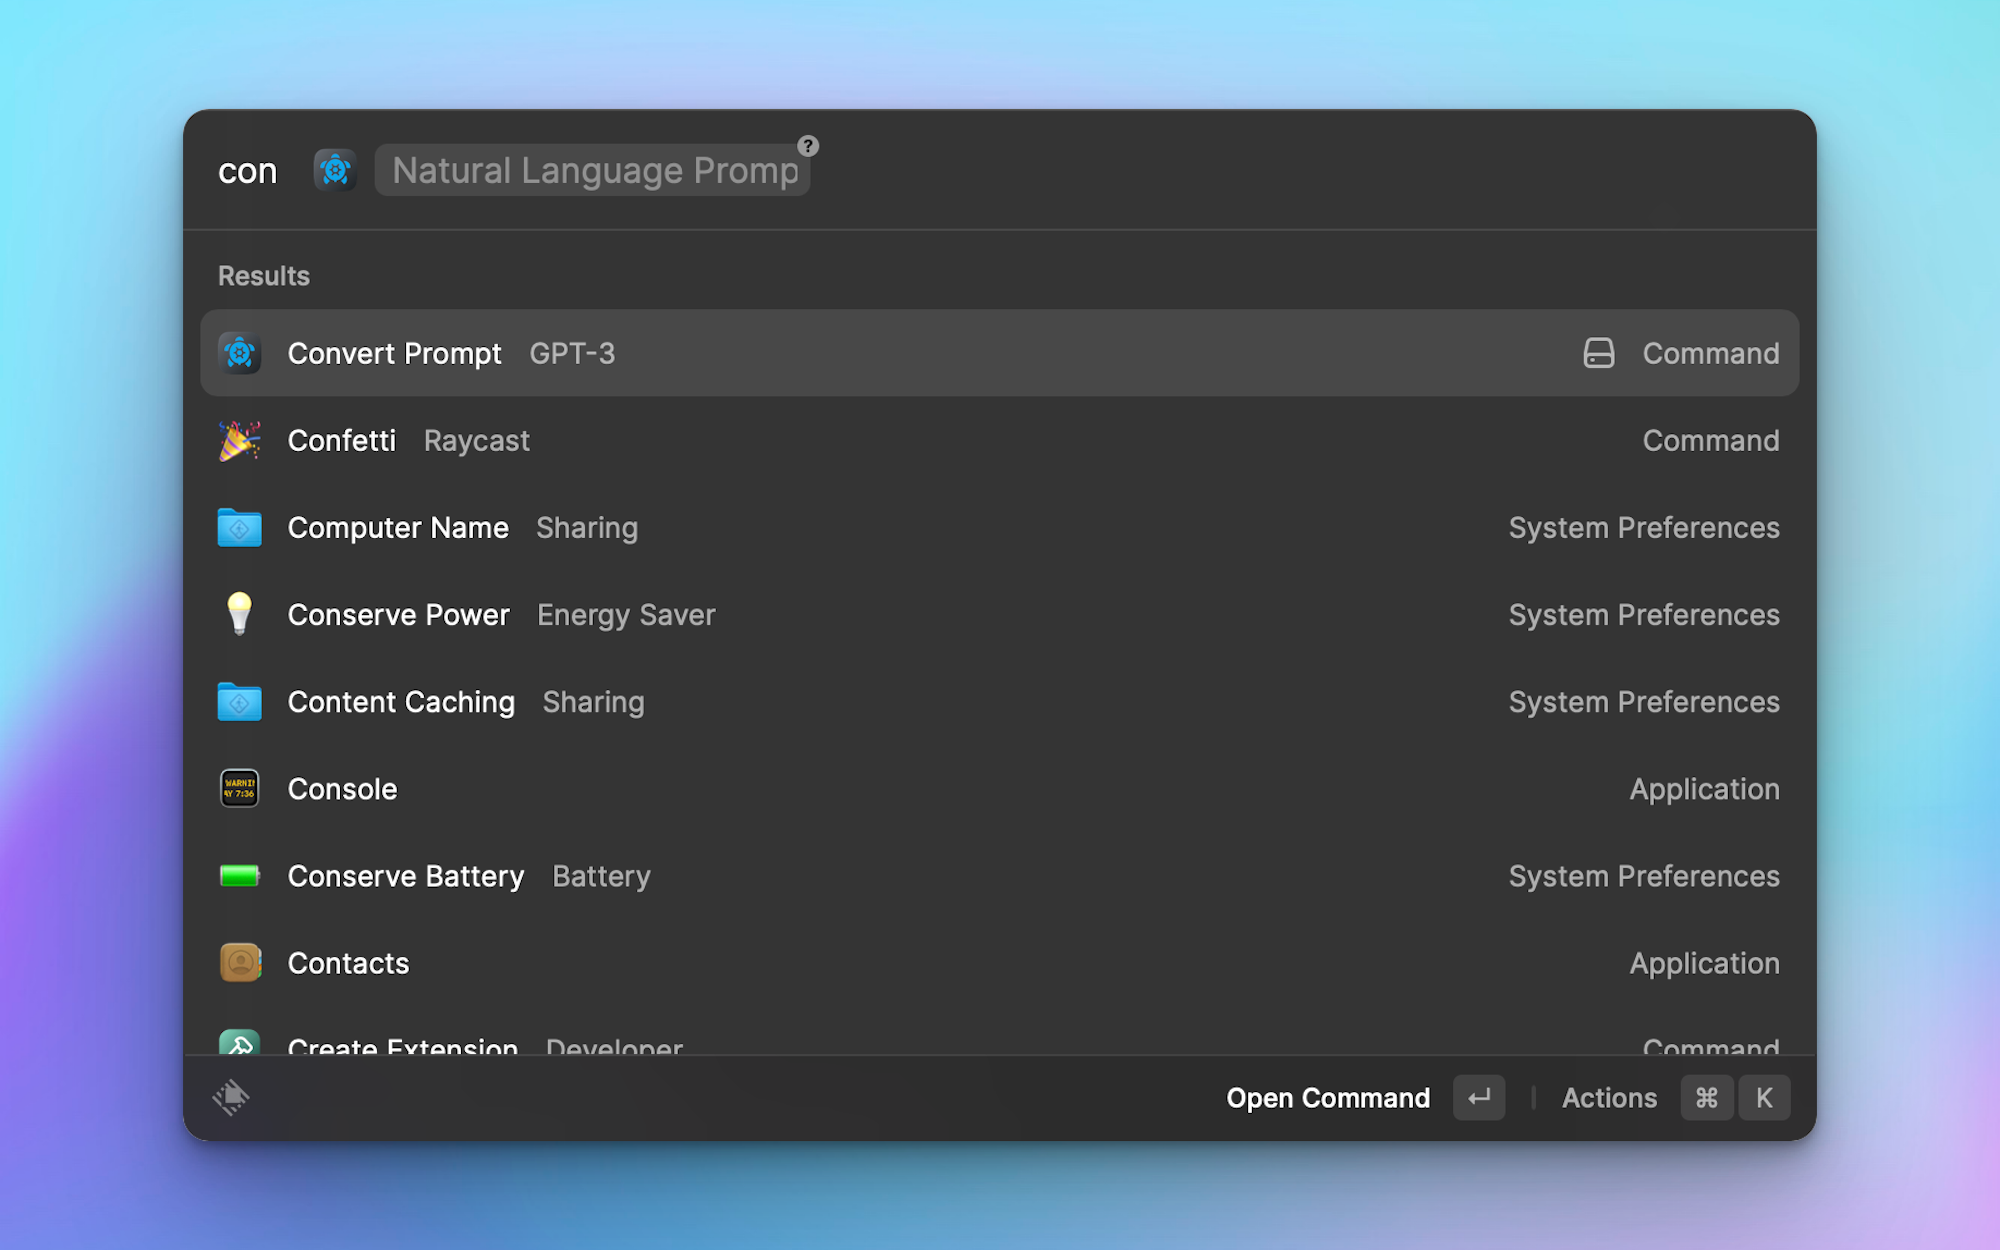 con Natural Language Promp ?
Results
Convert Prompt GPT-3 Command
Confetti Raycast Command
Computer Name Sharing System Preferences
Conserve Power Energy Saver System Preferences
Content Caching Sharing System Preferences
WARNI
AY 7:36
Console Application
Conserve Battery Battery System Preferences
Contacts Application
Create Extension Developer Command
Open Command ↵ | Actions ⌘ K